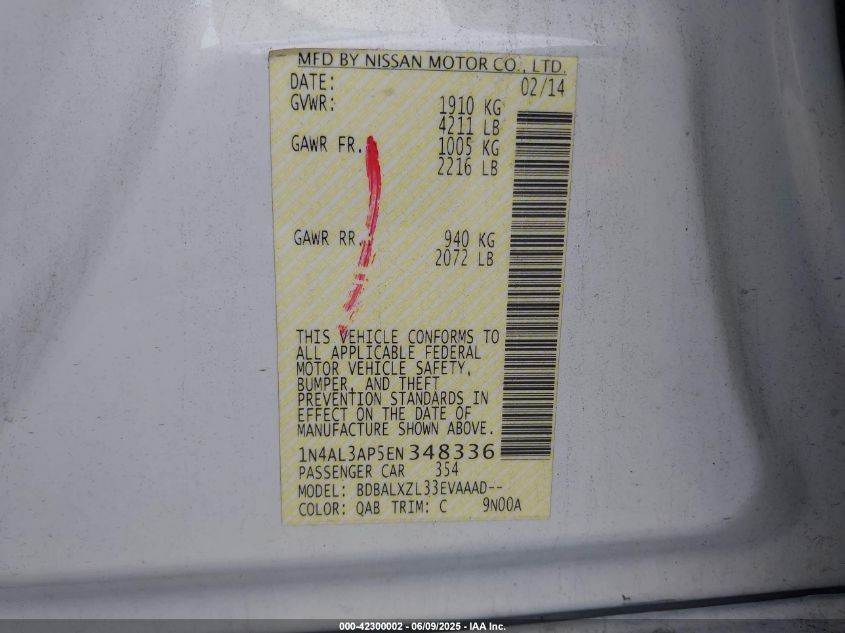 MFD BY NISSAN MOTOR CO., LTD.
DATE: 02/14
GVWR: 1910 KG
4211 LB
GAWR FR. 1005 KG
2216 LB
GAWR RR. 940 KG
2072 LB
THIS VEHICLE CONFORMS TO
ALL APPLICABLE FEDERAL
MOTOR VEHICLE SAFETY,
BUMPER, AND THEFT
PREVENTION STANDARDS IN
EFFECT ON THE DATE OF
MANUFACTURE SHOWN ABOVE.
1N4AL3AP5EN348336
PASSENGER CAR 354
MODEL: BDBALXZL33EVAAAD--
COLOR: QAB TRIM: C 9N00A
000-42300002 - 06/09/2025 - IAA Inc.